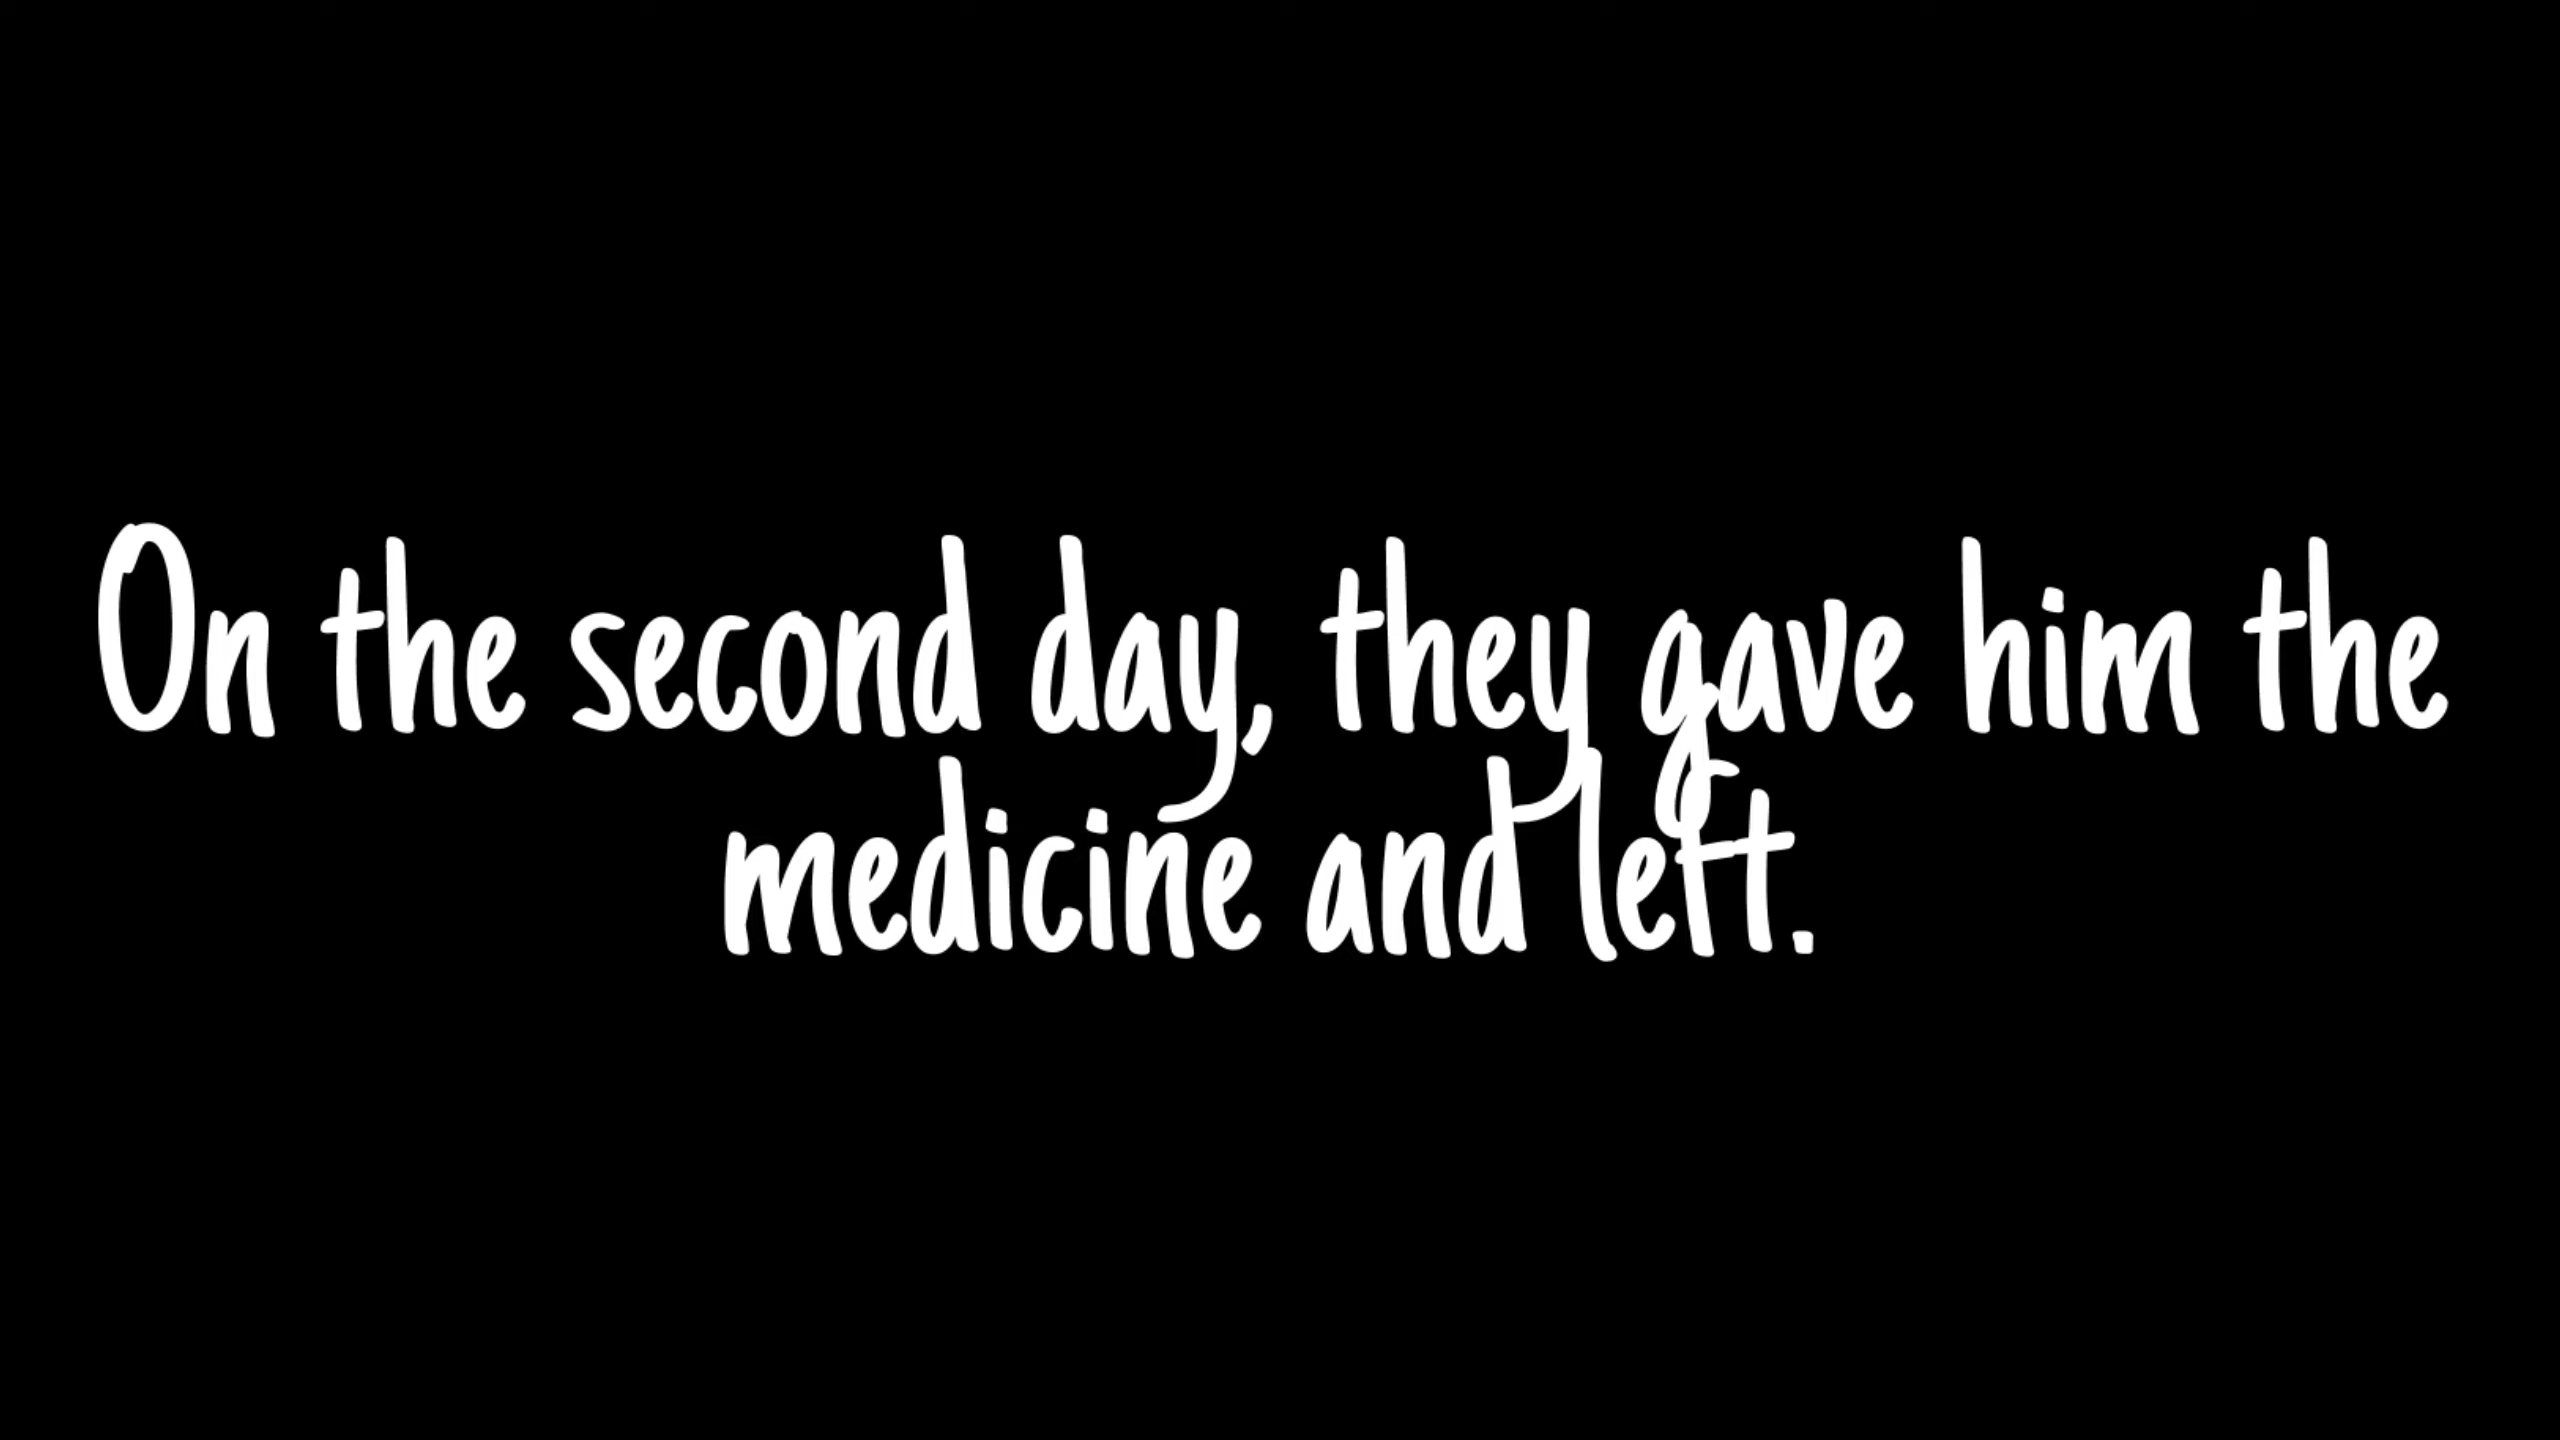 On the second day, they gave him the
medicine and left.